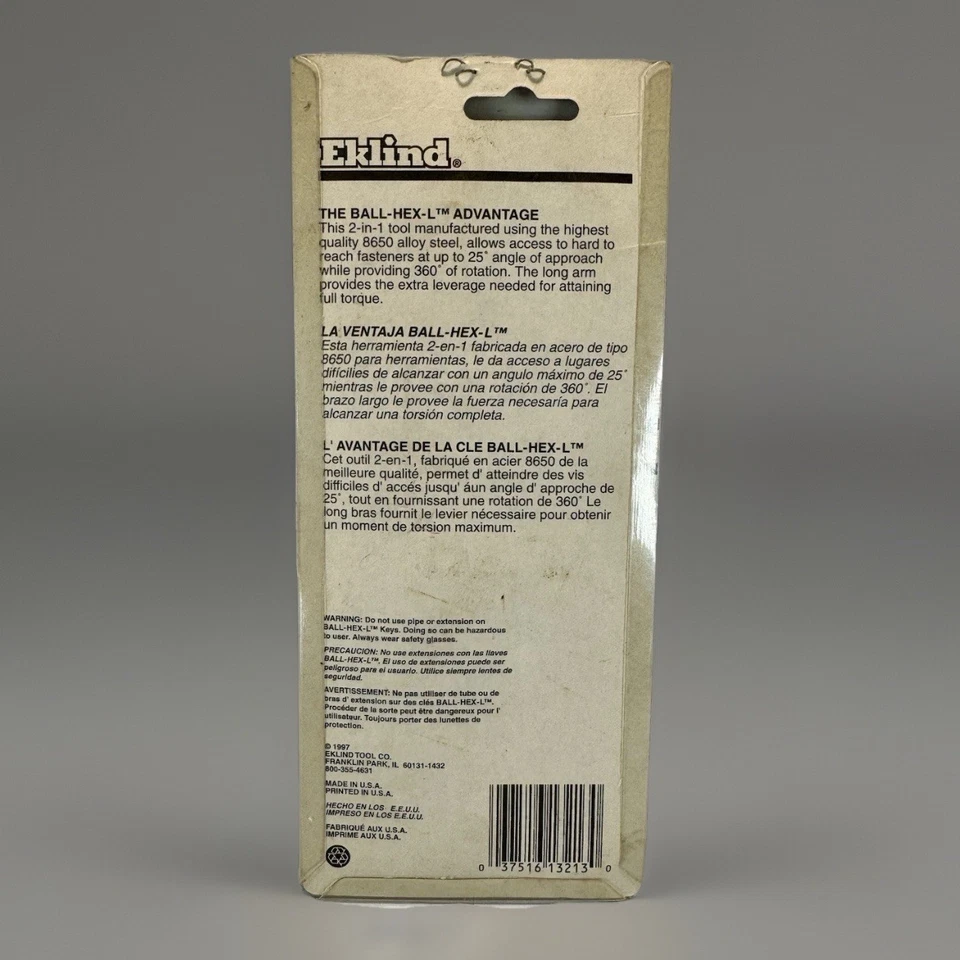 Eklind®
THE BALL-HEX-L™ ADVANTAGE
This 2-in-1 tool manufactured using the highest
quality 8650 alloy steel, allows access to hard to
reach fasteners at up to 25° angle of approach
while providing 360° of rotation. The long arm
provides the extra leverage needed for attaining
full torque.
LA VENTAJA BALL-HEX-L™
Esta herramienta 2-en-1 fabricada en acero de tipo
8650 para herramientas, le da acceso a lugares
difícilies de alcanzar con un angulo máximo de 25°
mientras le provee con una rotación de 360°. El
brazo largo le provee la fuerza necesaría para
alcanzar una torsión completa.
L' AVANTAGE DE LA CLE BALL-HEX-L™
Cet outil 2-en-1, fabriqué en acier 8650 de la
meilleure qualité, permet d' atteindre des vis
difficiles d' accés jusqu' áun angle d' approche de
25°, tout en fournissant une rotation de 360° Le
long bras fournit le levier nécessaire pour obtenir
un moment de torsion maximum.
WARNING: Do not use pipe or extension on
BALL-HEX-L™ Keys. Doing so can be hazardous
to user. Always wear safety glasses.
PRECAUCION: No use extensiones con las llaves
BALL-HEX-L™. El uso de extensiones puede ser
peligroso para el usuario. Utilice siempre lentes de
seguridad.
AVERTISSEMENT: Ne pas utiliser de tube ou de
bras d' extension sur des clés BALL-HEX-L™.
Procéder de la sorte peut être dangereux pour l'
utilisateur. Toujours porter des lunettes de
protection.
© 1997
EKLIND TOOL CO.
FRANKLIN PARK, IL 60131-1432
800-355-4631
MADE IN U.S.A.
PRINTED IN U.S.A.
HECHO EN LOS E.E.U.U.
IMPRESO EN LOS E.E.U.U.
FABRIQUÉ AUX U.S.A.
IMPRIME AUX U.S.A.
0 37516 13213 0